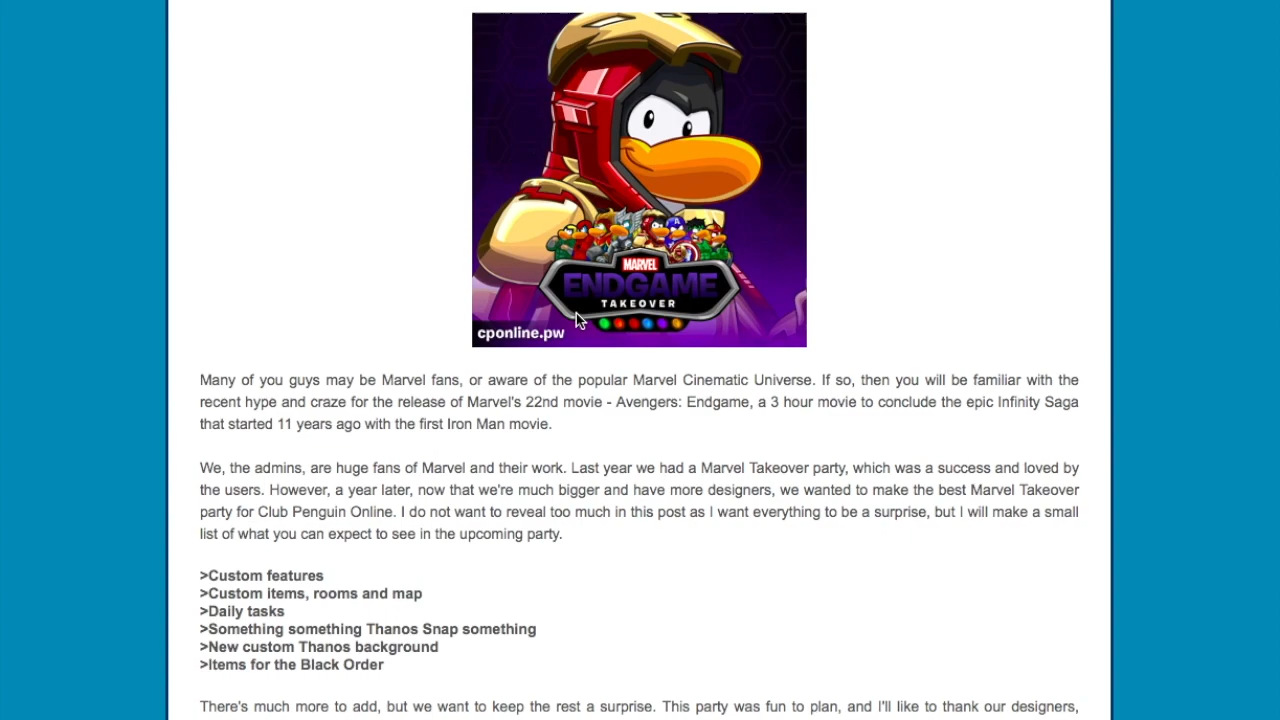 MARVEL
ENDGAME
TAKEOVER
cponline.pw
Many of you guys may be Marvel fans, or aware of the popular Marvel Cinematic Universe. If so, then you will be familiar with the
recent hype and craze for the release of Marvel's 22nd movie - Avengers: Endgame, a 3 hour movie to conclude the epic Infinity Saga
that started 11 years ago with the first Iron Man movie.
We, the admins, are huge fans of Marvel and their work. Last year we had a Marvel Takeover party, which was a success and loved by
the users. However, a year later, now that we're much bigger and have more designers, we wanted to make the best Marvel Takeover
party for Club Penguin Online. I do not want to reveal too much in this post as I want everything to be a surprise, but I will make a small
list of what you can expect to see in the upcoming party.
>Custom features
>Custom items, rooms and map
>Daily tasks
>Something something Thanos Snap something
>New custom Thanos background
>Items for the Black Order
There's much more to add, but we want to keep the rest a surprise. This party was fun to plan, and I'll like to thank our designers,